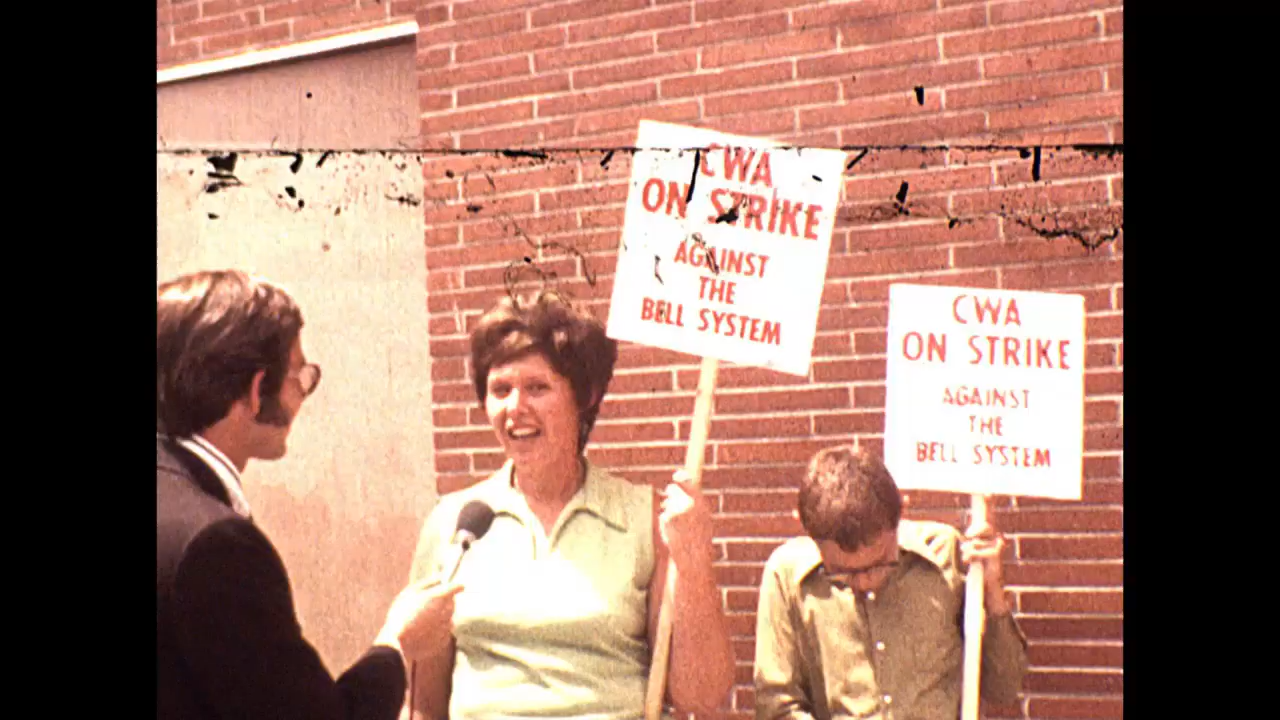 CWA
ON STRIKE
AGAINST
THE
BELL SYSTEM
CWA
ON STRIKE
AGAINST
THE
BELL SYSTEM